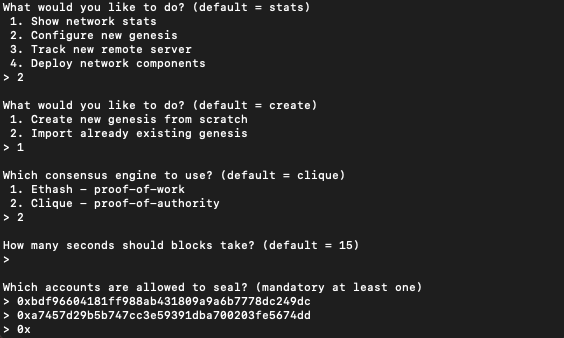 What would you like to do? (default = stats)
1. Show network stats
2. Configure new genesis
3. Track new remote server
4. Deploy network components
> 2
What would you like to do? (default = create)
1. Create new genesis from scratch
2. Import already existing genesis
> 1
Which consensus engine to use? (default = clique)
1. Ethash - proof-of-work
2. Clique - proof-of-authority
> 2
How many seconds should blocks take? (default = 15)
>
Which accounts are allowed to seal? (mandatory at least one)
> 0xbdf96604181ff988ab431809a9a6b7778dc249dc
> 0xa7457d29b5b747cc3e59391dba700203fe5674dd
> 0x